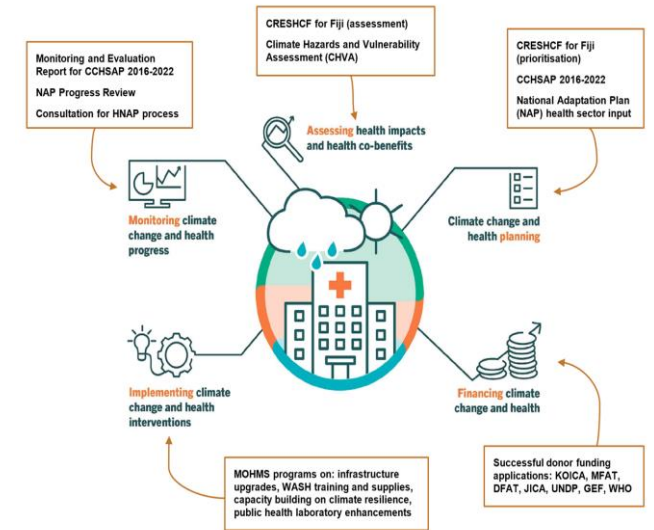 CRESHCF for Fiji (assessment)
Climate Hazards and Vulnerability
Assessment (CHVA)
Monitoring and Evaluation
Report for CCHSAP 2016-2022
NAP Progress Review
Consultation for HNAP process
CRESHCF for Fiji
(prioritisation)
CCHSAP 2016-2022
National Adaptation Plan
(NAP) health sector input
Assessing health impacts
and health co-benefits
Monitoring climate
change and health
progress
Climate change and
health planning
Implementing climate
change and health
interventions
Financing climate
change and health
MOHMS programs on: infrastructure
upgrades, WASH training and supplies,
capacity building on climate resilience,
public health laboratory enhancements
Successful donor funding
applications: KOICA, MFAT,
DFAT, JICA, UNDP, GEF, WHO